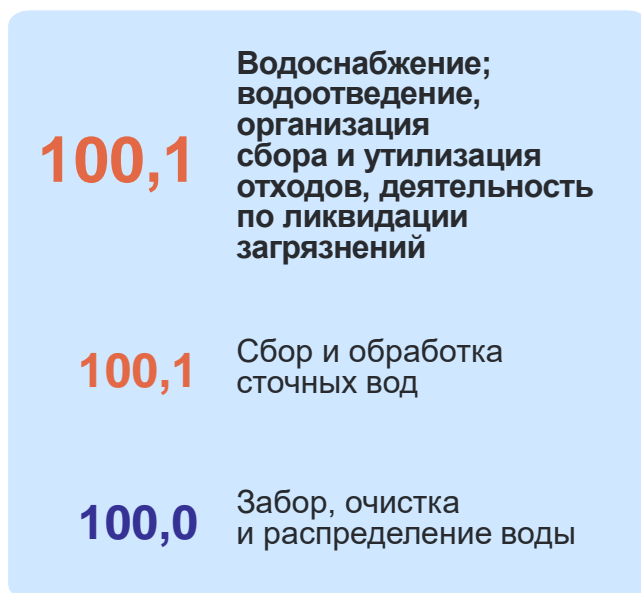 100,1
Водоснабжение;
водоотведение,
организация
сбора и утилизация
отходов, деятельность
по ликвидации
загрязнений
100,1
Сбор и обработка
сточных вод
100,0
Забор, очистка
и распределение воды